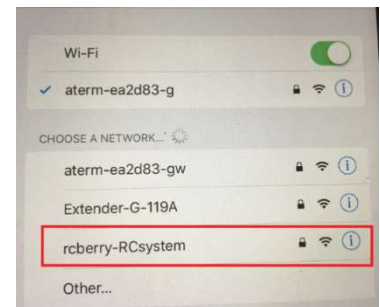 Wi-Fi
aterm-ea2d83-g
CHOOSE A NETWORK...
aterm-ea2d83-gw
Extender-G-119A
rcberry-RCsystem
Other...